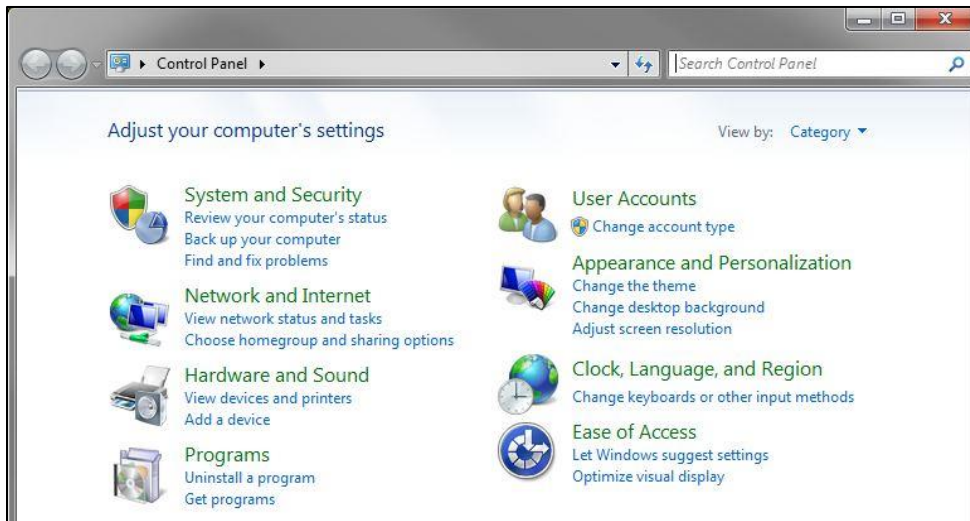 Control Panel
Search Control Panel
Adjust your computer's settings
View by: Category
System and Security
Review your computer's status
Back up your computer
Find and fix problems
Network and Internet
View network status and tasks
Choose homegroup and sharing options
Hardware and Sound
View devices and printers
Add a device
Programs
Uninstall a program
Get programs
User Accounts
Change account type
Appearance and Personalization
Change the theme
Change desktop background
Adjust screen resolution
Clock, Language, and Region
Change keyboards or other input methods
Ease of Access
Let Windows suggest settings
Optimize visual display